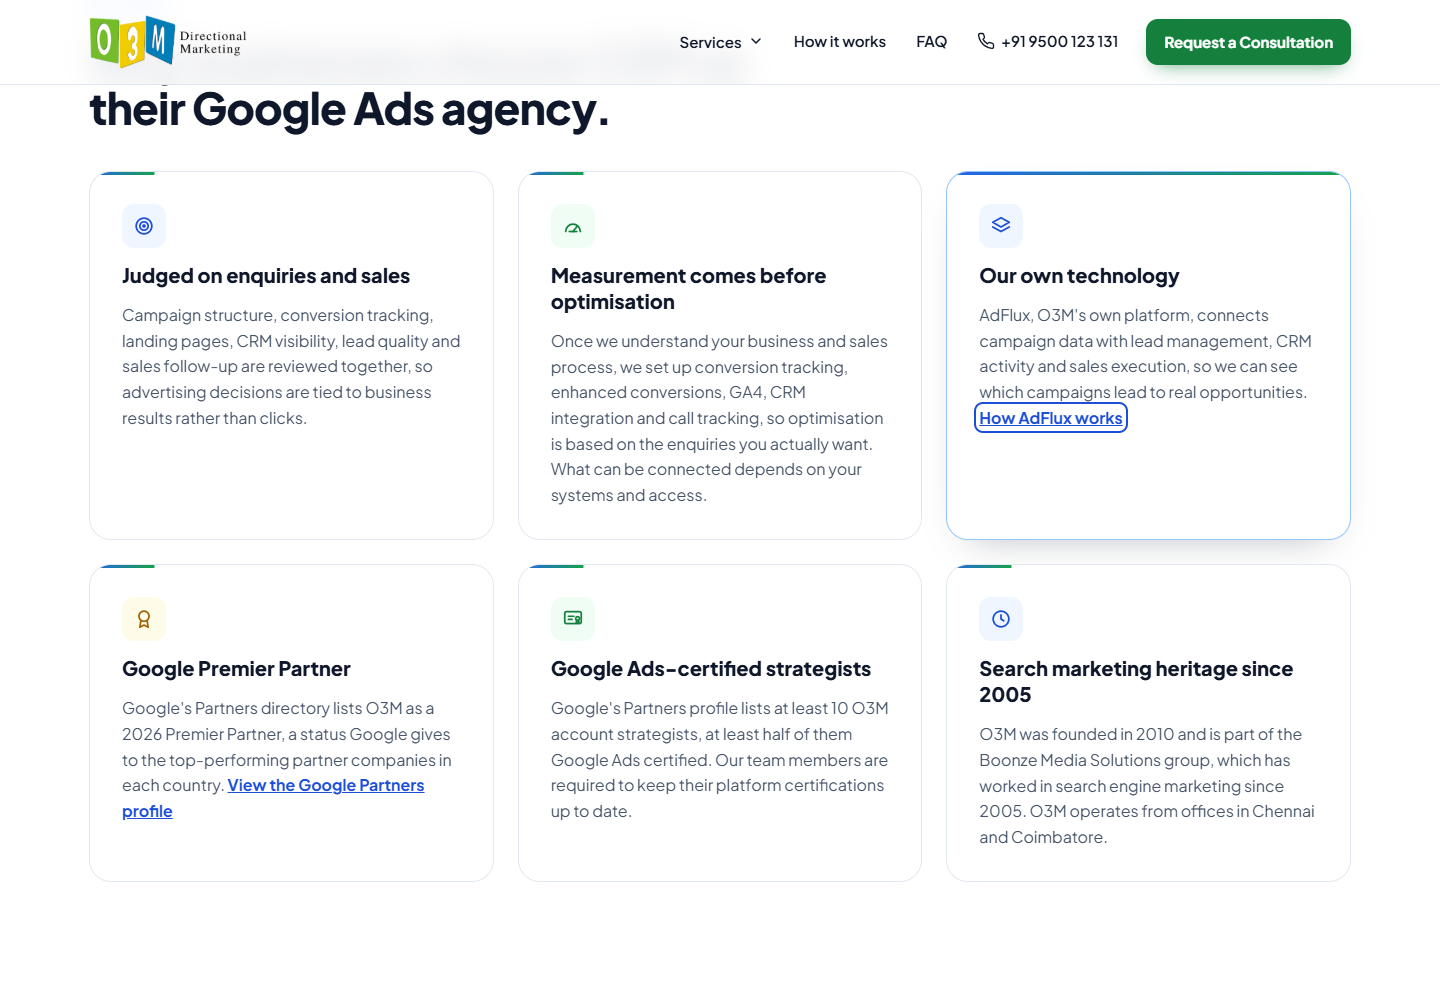 O3M Directional
Marketing
Services
How it works
FAQ
+91 9500 123 131
Request a Consultation
their Google Ads agency.
Judged on enquiries and sales
Campaign structure, conversion tracking,
landing pages, CRM visibility, lead quality and
sales follow-up are reviewed together, so
advertising decisions are tied to business
results rather than clicks.
Measurement comes before
optimisation
Once we understand your business and sales
process, we set up conversion tracking,
enhanced conversions, GA4, CRM
integration and call tracking, so optimisation
is based on the enquiries you actually want.
What can be connected depends on your
systems and access.
Our own technology
AdFlux, O3M's own platform, connects
campaign data with lead management, CRM
activity and sales execution, so we can see
which campaigns lead to real opportunities.
How AdFlux works
Google Premier Partner
Google's Partners directory lists O3M as a
2026 Premier Partner, a status Google gives
to the top-performing partner companies in
each country. View the Google Partners
profile
Google Ads-certified strategists
Google's Partners profile lists at least 10 O3M
account strategists, at least half of them
Google Ads certified. Our team members are
required to keep their platform certifications
up to date.
Search marketing heritage since
2005
O3M was founded in 2010 and is part of the
Boonze Media Solutions group, which has
worked in search engine marketing since
2005. O3M operates from offices in Chennai
and Coimbatore.